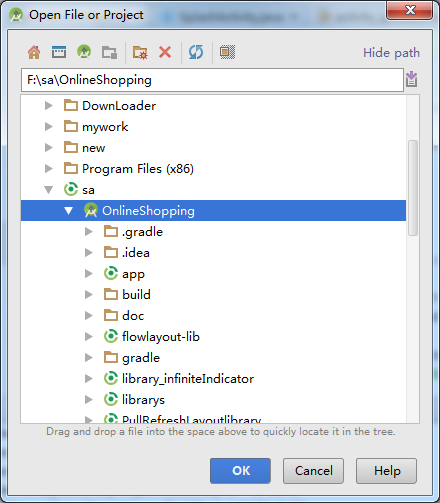 Open File or Project
Hide path
F:\sa\OnlineShopping
DownLoader
mywork
new
Program Files (x86)
sa
OnlineShopping
.gradle
.idea
app
build
doc
flowlayout-lib
gradle
library_infiniteIndicator
librarys
PullRefreshLayoutlibrary
Drag and drop a file into the space above to quickly locate it in the tree.
OK
Cancel
Help